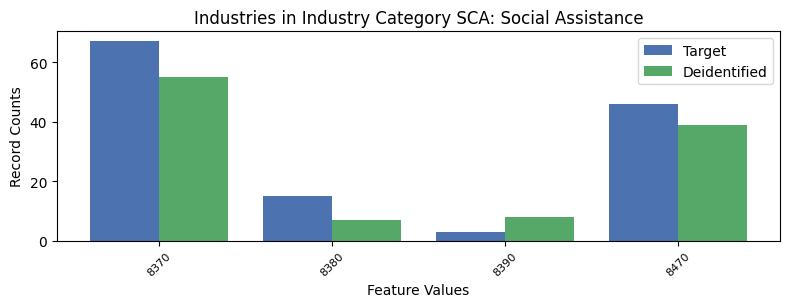 Industries in Industry Category SCA: Social Assistance
Target
Deidentified
Record Counts
60
40
20
0
8370
8380
8390
8470
Feature Values